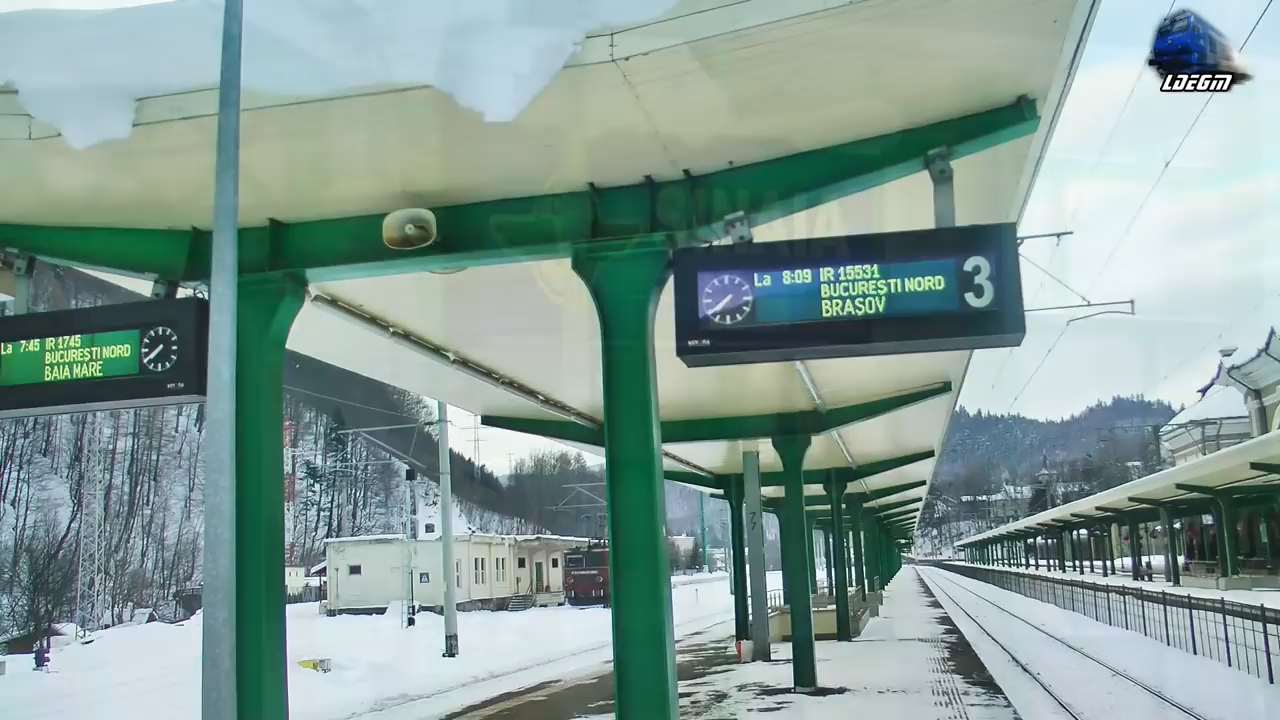 LDEGM
SINAIA
La 8:09 IR 15531
BUCUREȘTI NORD
BRAȘOV
3
La 7:45 IR 1745
BUCUREȘTI NORD
BAIA MARE